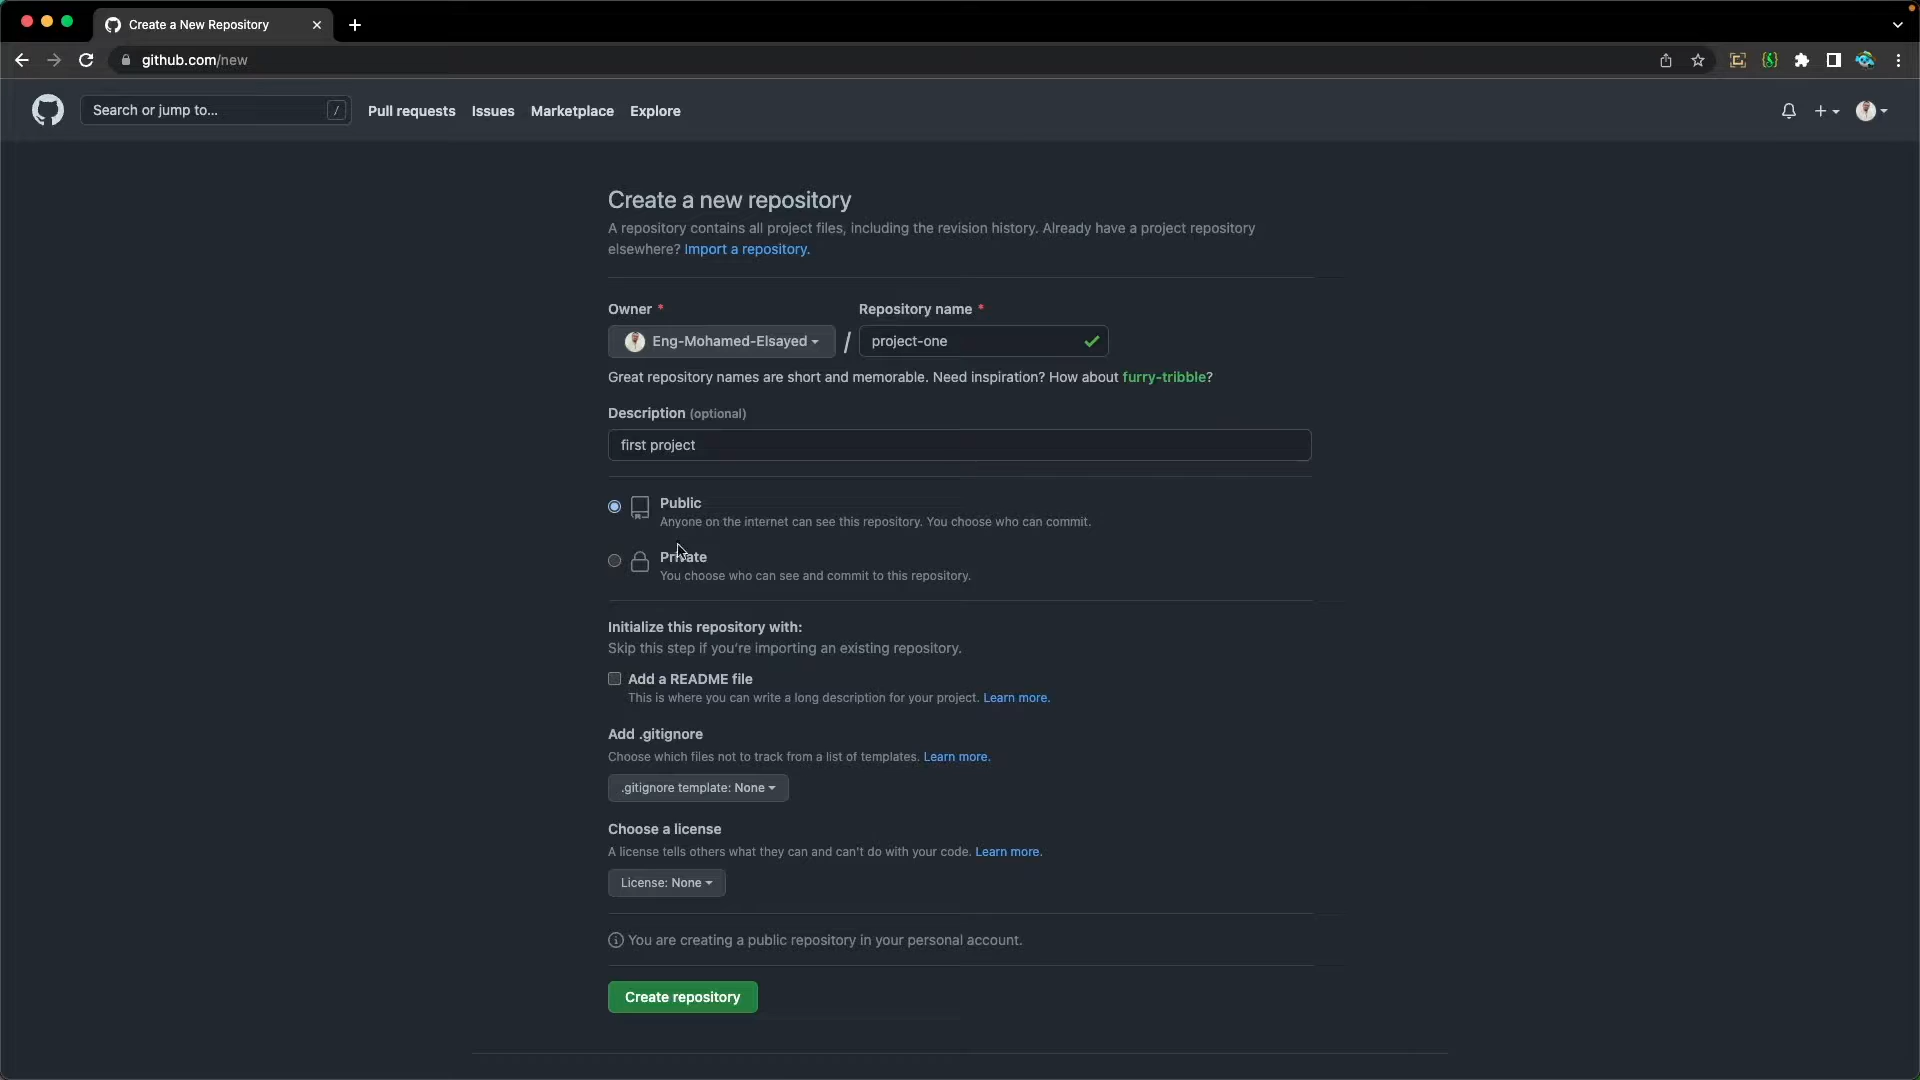 Create a New Repository
github.com/new
Search or jump to... /
Pull requests
Issues
Marketplace
Explore
Create a new repository
A repository contains all project files, including the revision history. Already have a project repository
elsewhere? Import a repository.
Owner *
Repository name *
Eng-Mohamed-Elsayed / project-one
Great repository names are short and memorable. Need inspiration? How about furry-tribble?
Description (optional)
first project
Public
Anyone on the internet can see this repository. You choose who can commit.
Private
You choose who can see and commit to this repository.
Initialize this repository with:
Skip this step if you're importing an existing repository.
Add a README file
This is where you can write a long description for your project. Learn more.
Add .gitignore
Choose which files not to track from a list of templates. Learn more.
.gitignore template: None
Choose a license
A license tells others what they can and can't do with your code. Learn more.
License: None
You are creating a public repository in your personal account.
Create repository